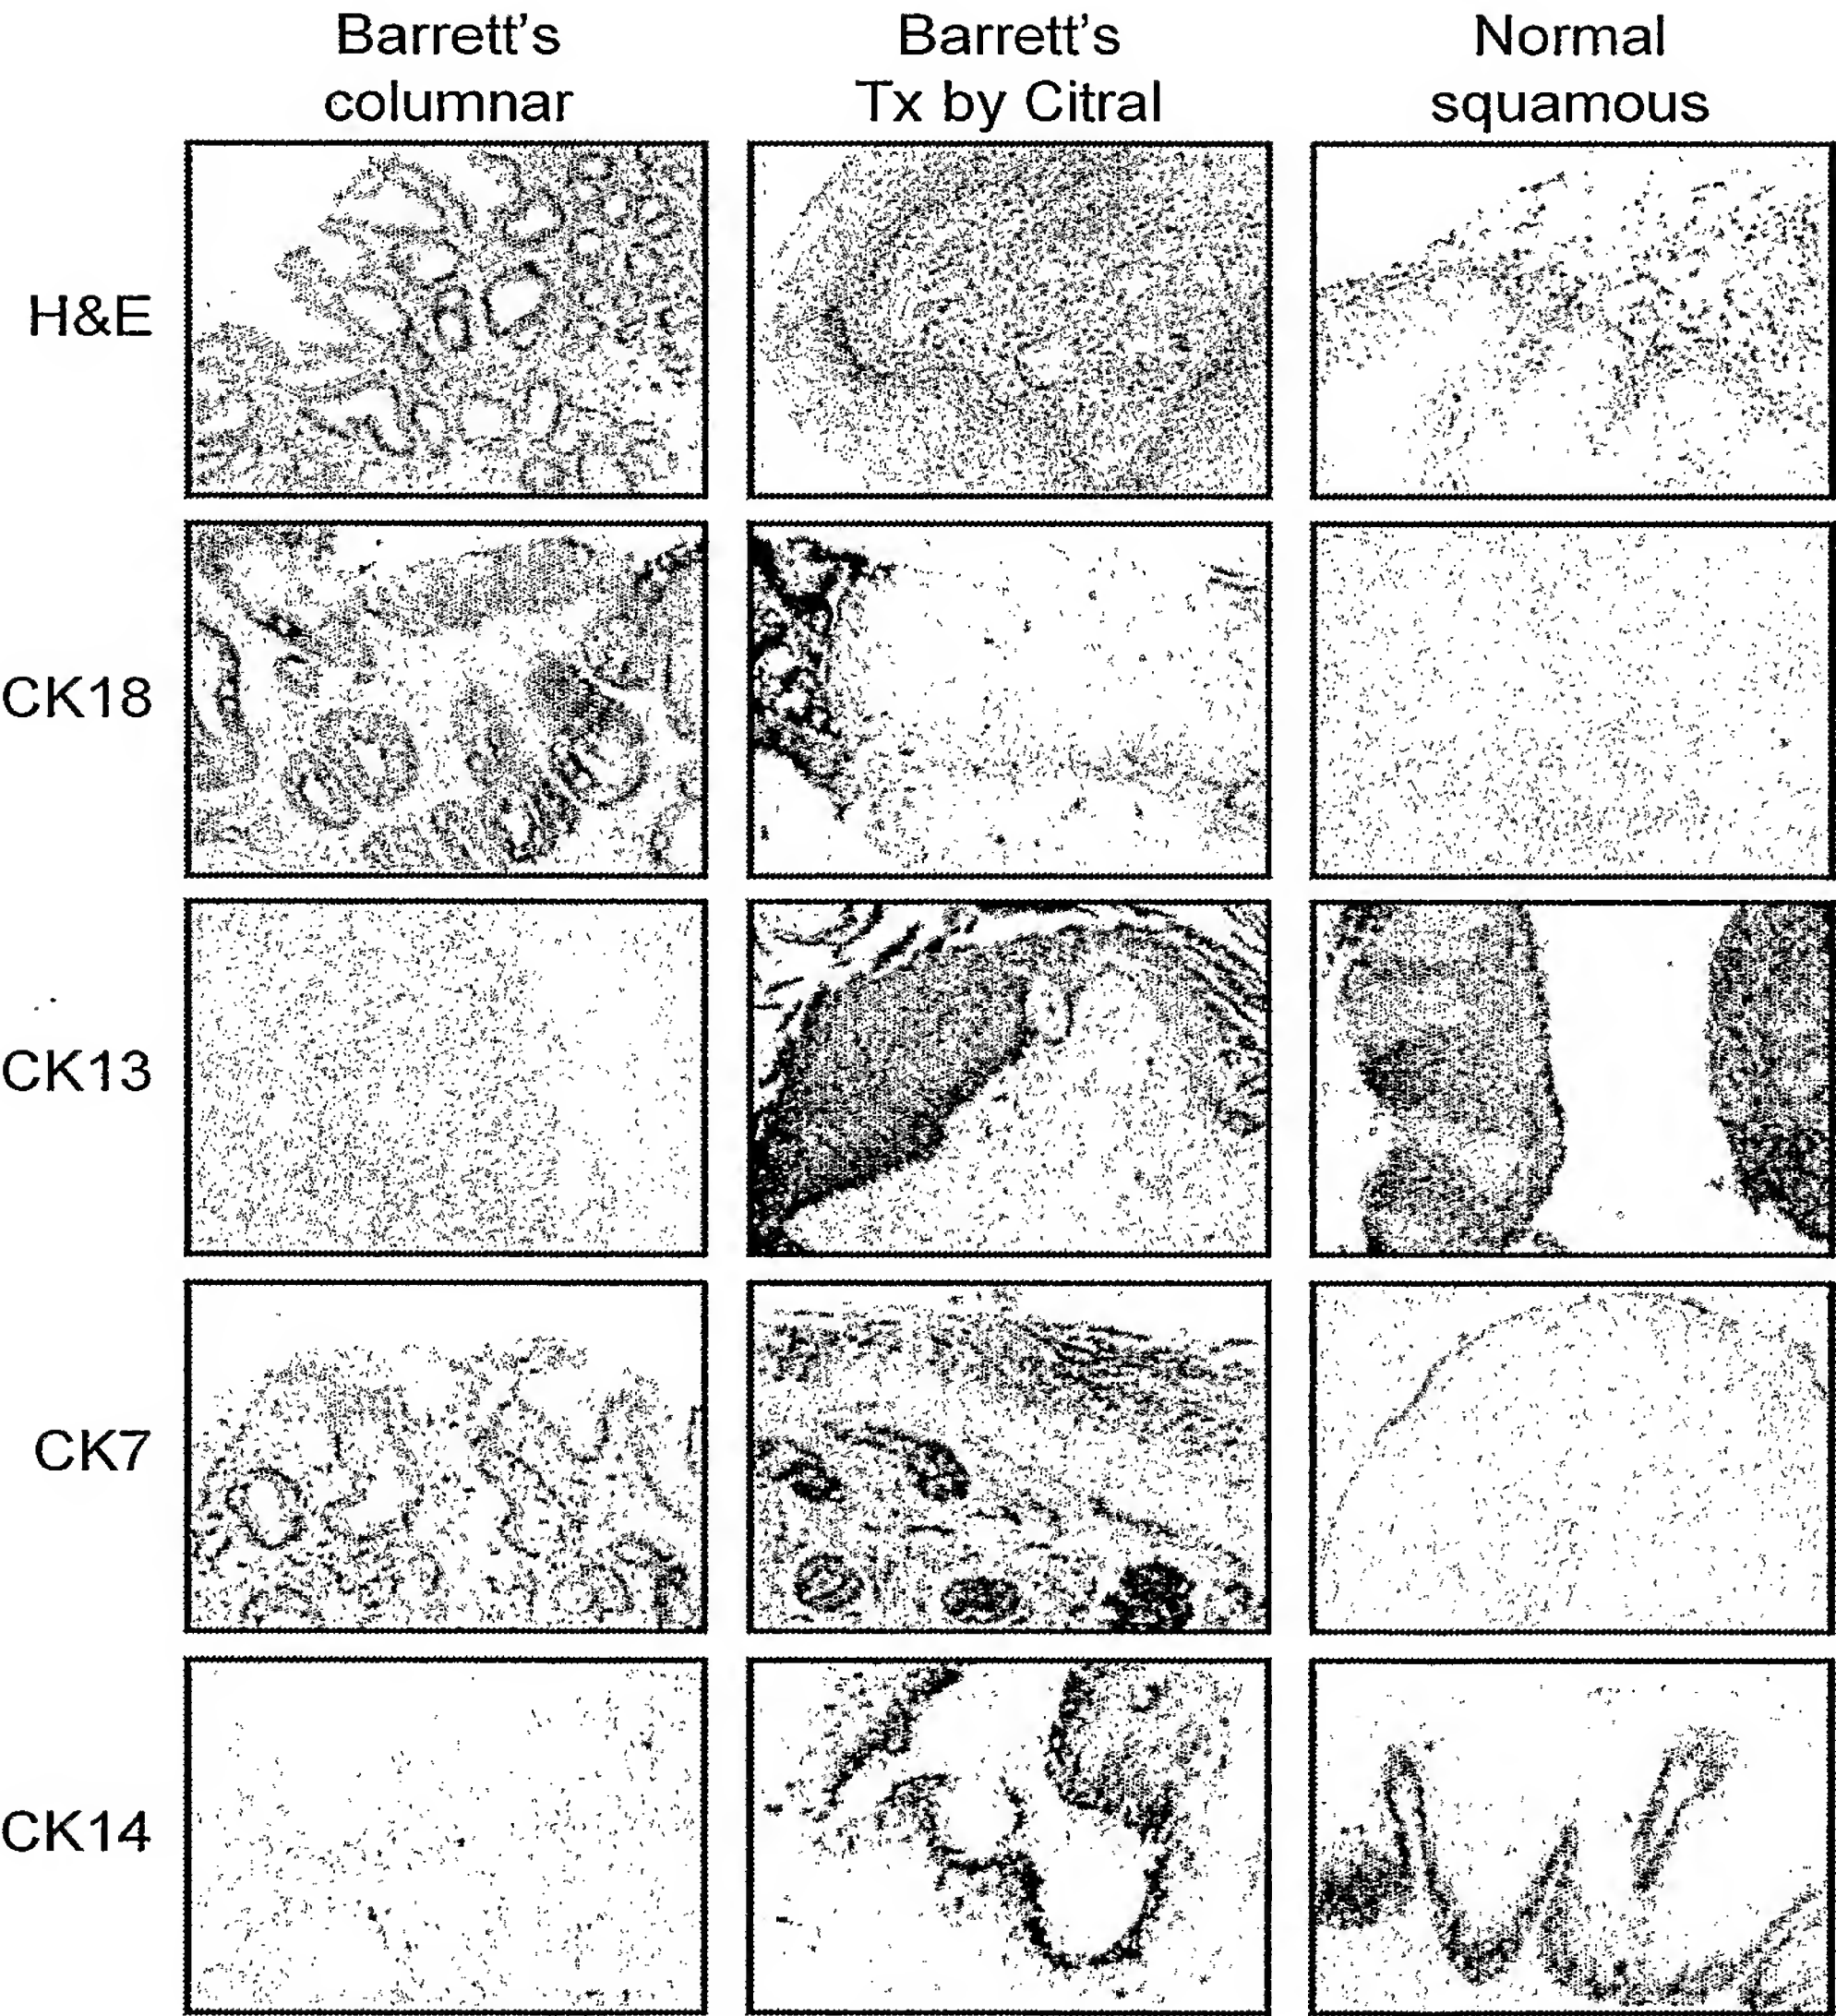 Barrett's
columnar
Barrett's
Tx by Citral
Normal
squamous
H&E
CK18
CK13
CK7
CK14